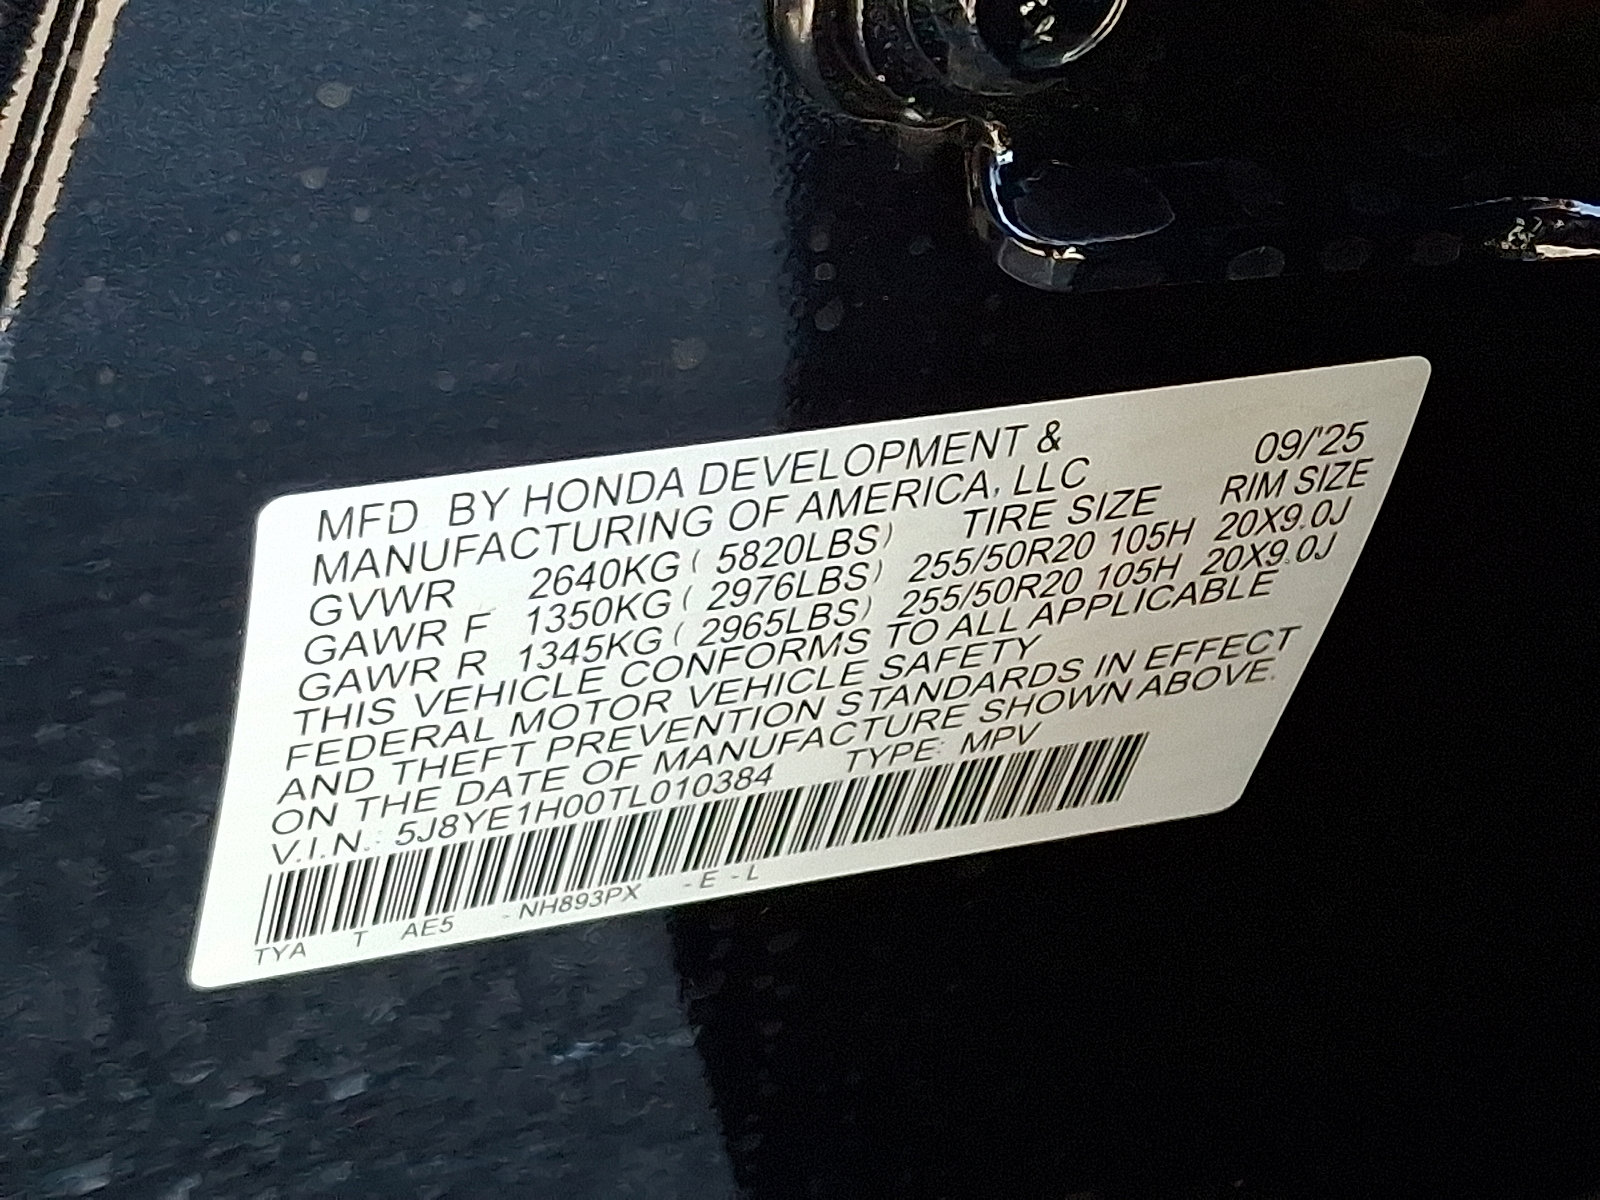 MFD BY HONDA DEVELOPMENT & 09/'25
MANUFACTURING OF AMERICA, LLC
TIRE SIZE RIM SIZE
GVWR 2640KG ( 5820LBS)
GAWR F 1350KG ( 2976LBS) 255/50R20 105H 20X9.0J
GAWR R 1345KG ( 2965LBS) 255/50R20 105H 20X9.0J
THIS VEHICLE CONFORMS TO ALL APPLICABLE
FEDERAL MOTOR VEHICLE SAFETY
AND THEFT PREVENTION STANDARDS IN EFFECT
ON THE DATE OF MANUFACTURE SHOWN ABOVE.
V.I.N.: 5J8YE1H00TL010384 TYPE: MPV
TYA T AE5 -NH893PX -E -L